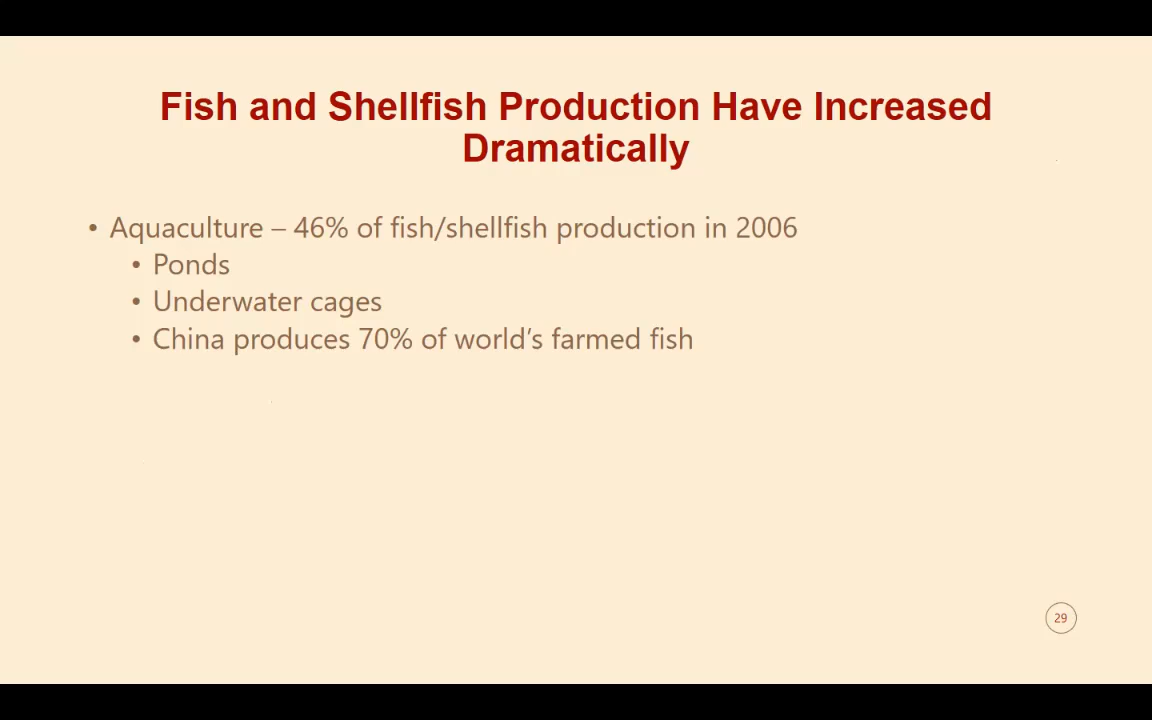 Fish and Shellfish Production Have Increased
Dramatically
• Aquaculture – 46% of fish/shellfish production in 2006
• Ponds
• Underwater cages
• China produces 70% of world’s farmed fish
29